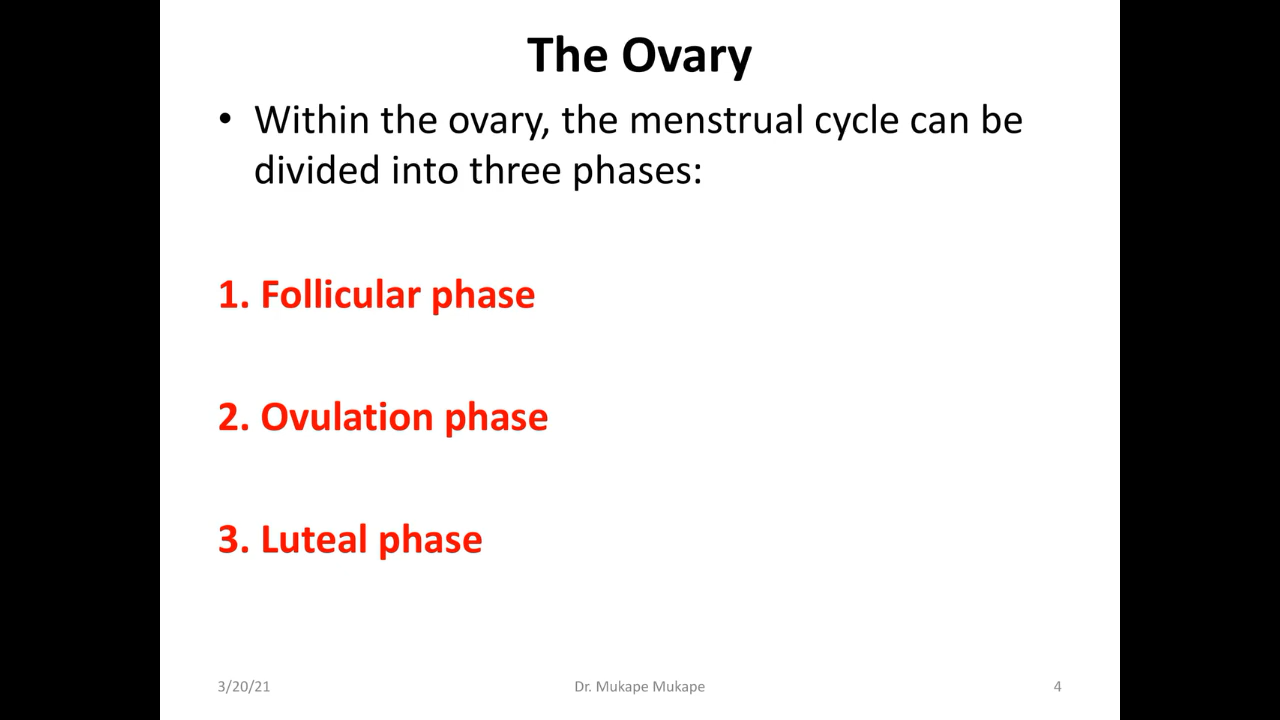 The Ovary
• Within the ovary, the menstrual cycle can be
divided into three phases:
1. Follicular phase
2. Ovulation phase
3. Luteal phase
3/20/21
Dr. Mukape Mukape
4